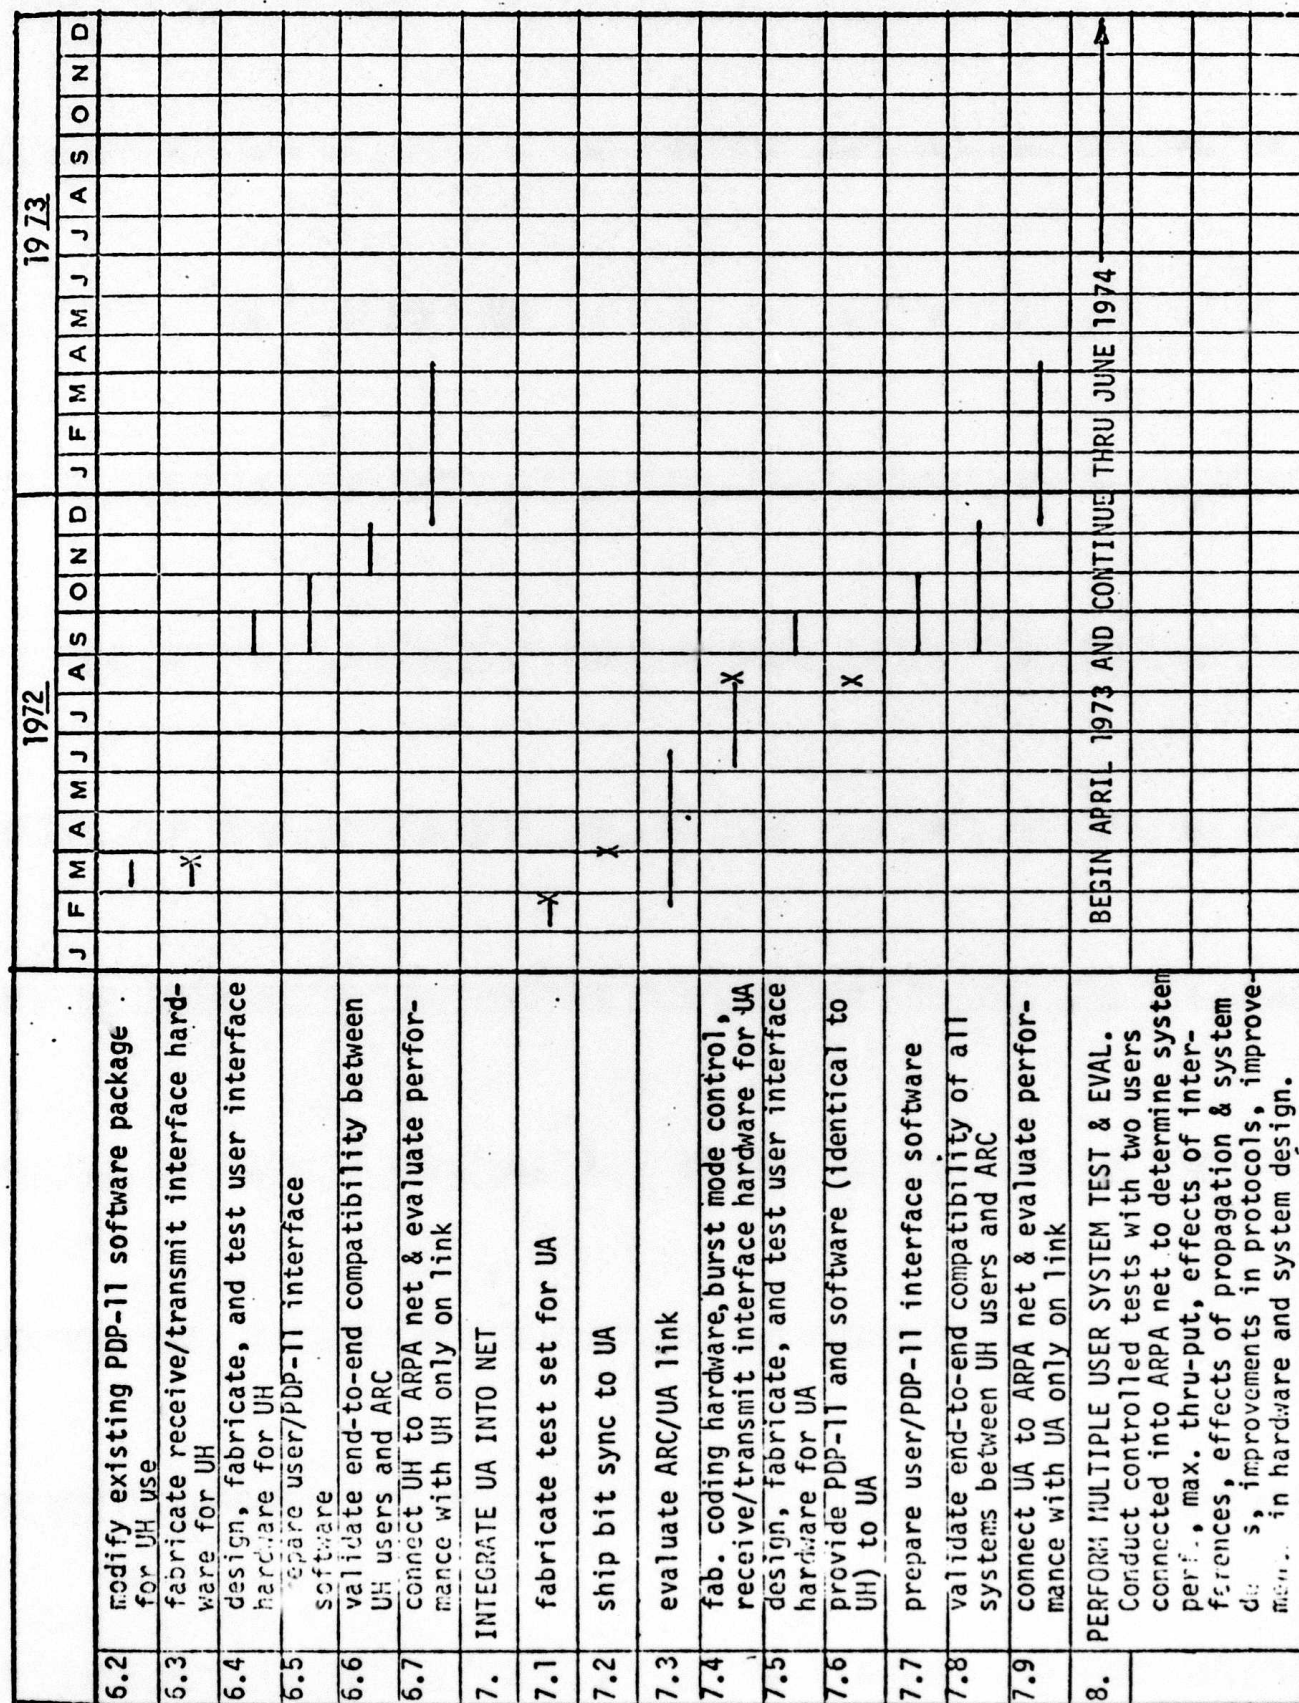 1972 1973
J F M A M J J A S O N D J F M A M J J A S O N D
6.2 modify existing PDP-11 software package
for UH use
6.3 fabricate receive/transmit interface hard-
ware for UH
X
6.4 design, fabricate, and test user interface
hardware for UH
6.5 epare user/PDP-11 interface
software
6.6 validate end-to-end compatibility between
UH users and ARC
6.7 connect UH to ARPA net & evaluate perfor-
mance with UH only on link
7. INTEGRATE UA INTO NET
7.1 fabricate test set for UA
X
7.2 ship bit sync to UA
X
7.3 evaluate ARC/UA link
7.4 fab. coding hardware, burst mode control,
receive/transmit interface hardware for UA
X
7.5 design, fabricate, and test user interface
hardware for UA
7.6 provide PDP-11 and software (identical to
UH) to UA
X
7.7 prepare user/PDP-11 interface software
7.8 validate end-to-end compatibility of all
systems between UH users and ARC
7.9 connect UA to ARPA net & evaluate perfor-
mance with UA only on link
8. PERFORM MULTIPLE USER SYSTEM TEST & EVAL.
BEGIN APRIL 1973 AND CONTINUE THRU JUNE 1974
Conduct controlled tests with two users
connected into ARPA net to determine system
perf., max. thru-put, effects of inter-
ferences, effects of propagation & system
s, improvements in protocols, improve-
in hardware and system design.